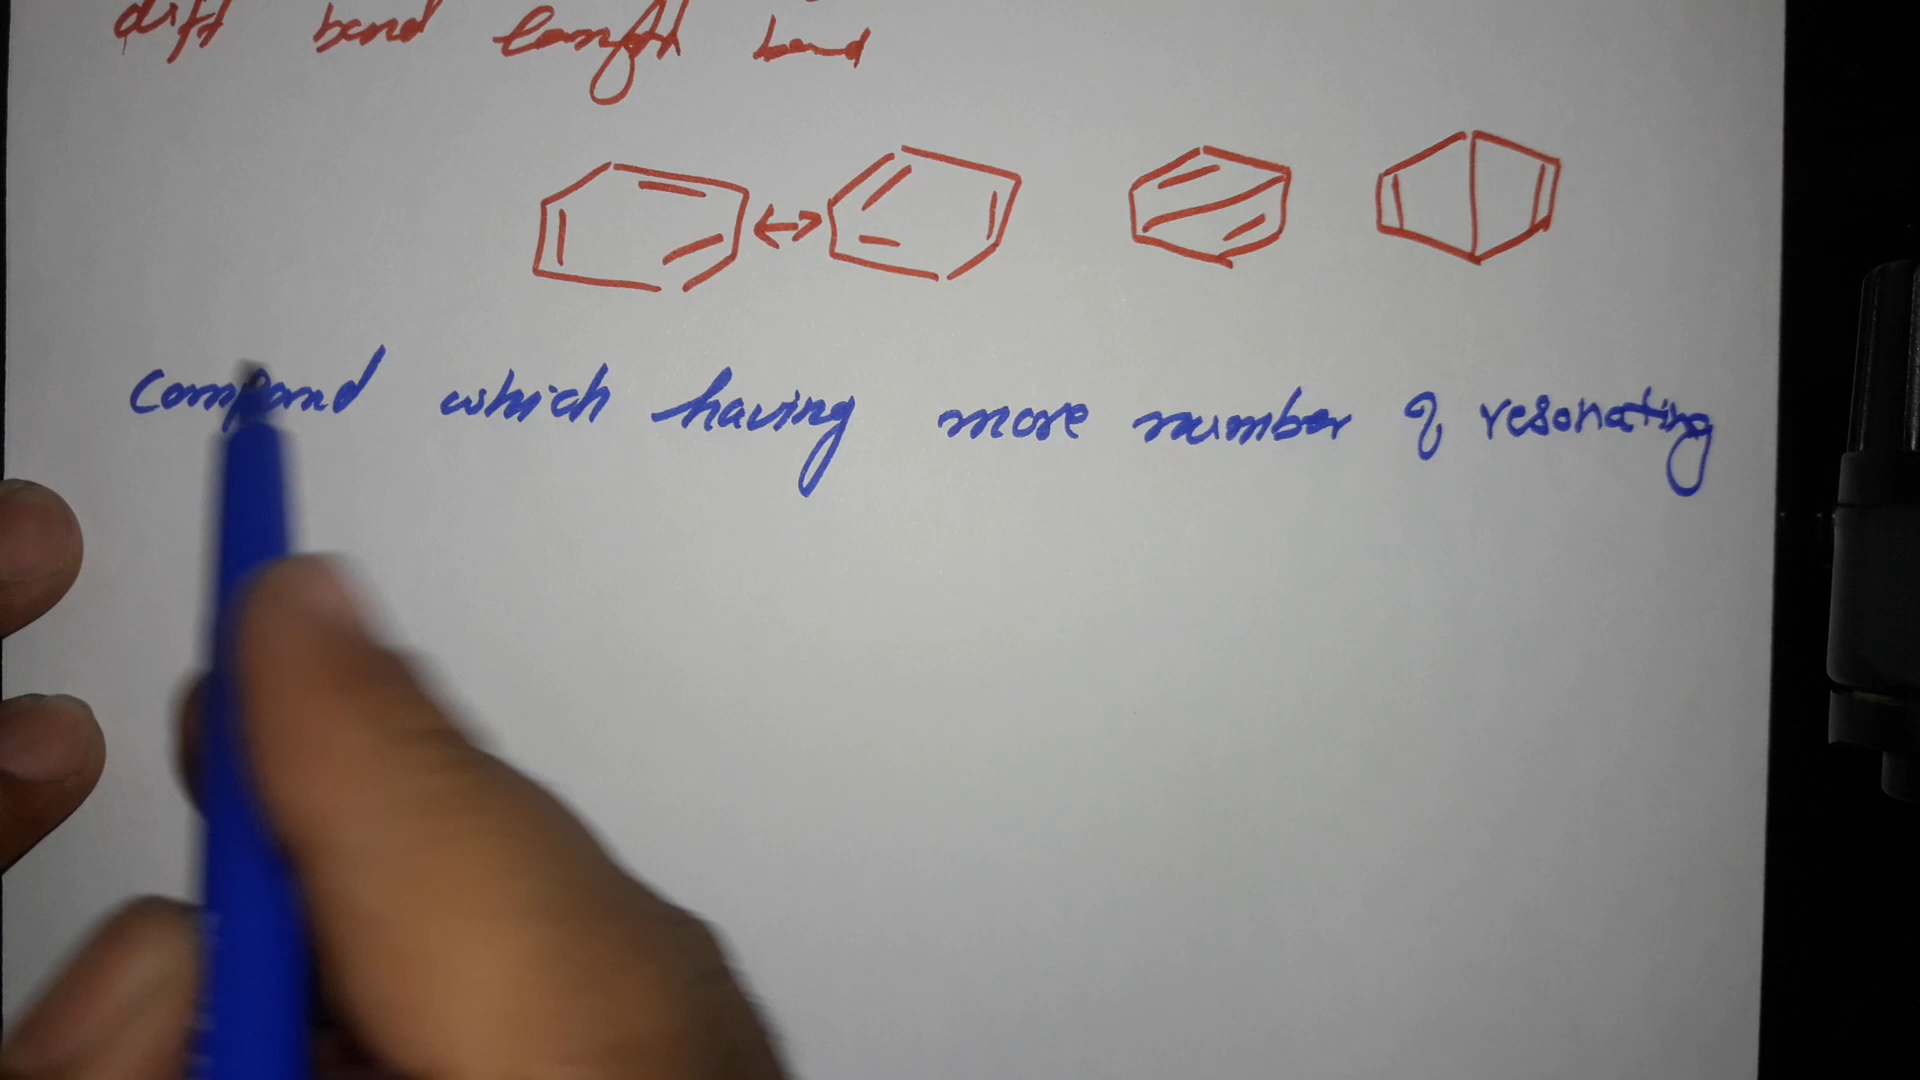 diff bond length bond
Compound which having more number of resonating